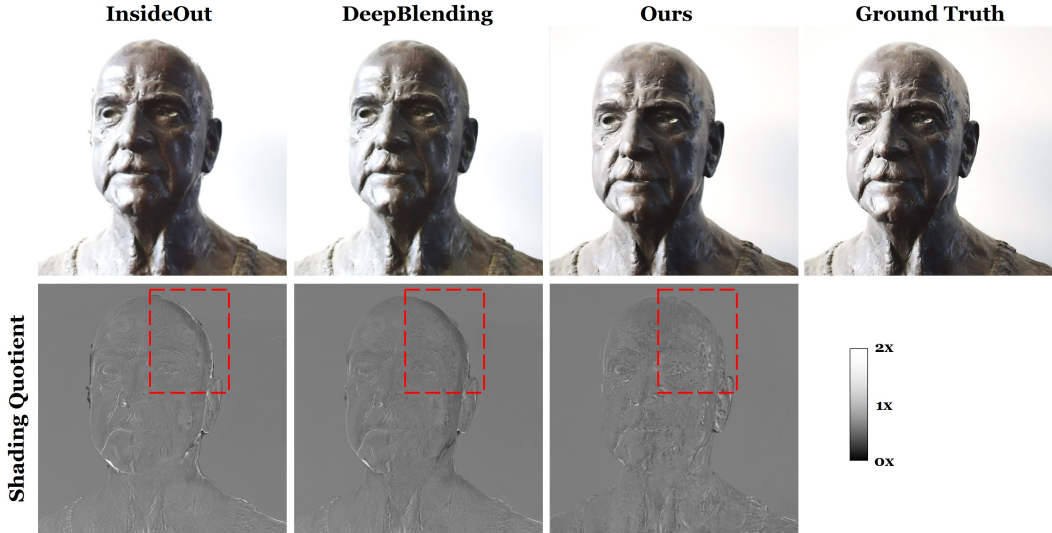 InsideOut
DeepBlending
Ours
Ground Truth
Shading Quotient
2x
1x
0x